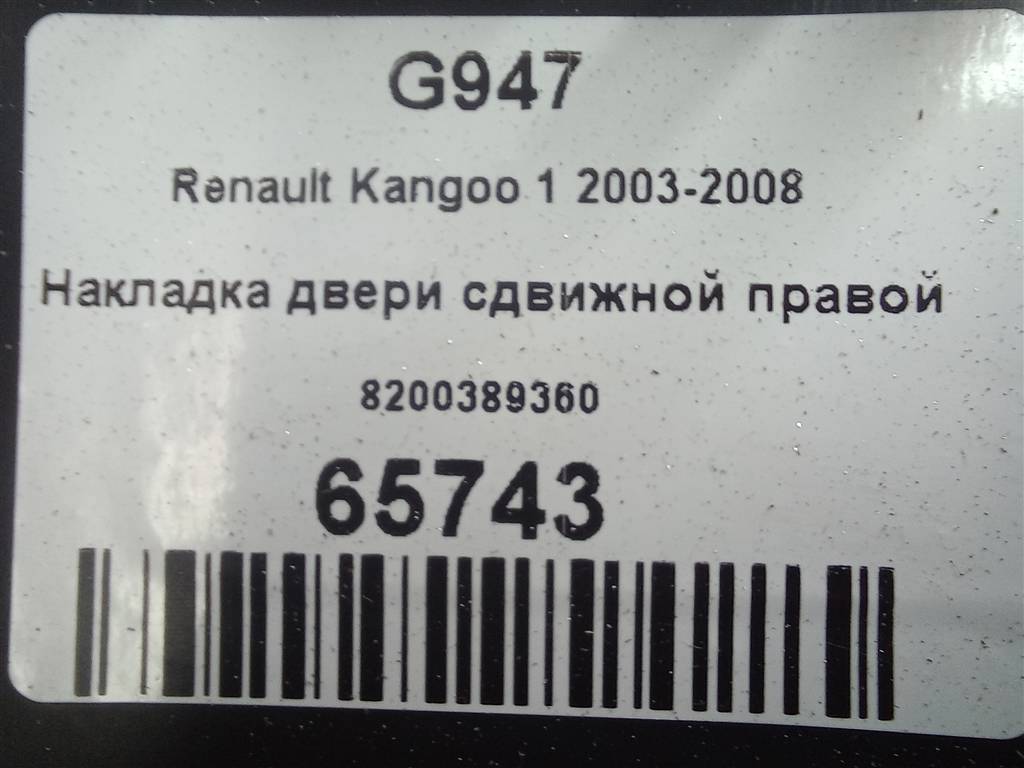 G947
Renault Kangoo 1 2003-2008
Накладка двери сдвижной правой
8200389360
65743